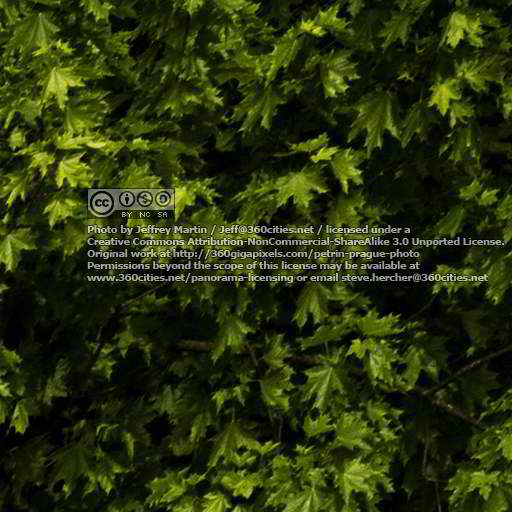 cc
BY NC SA
Photo by Jeffrey Martin / Jeff@360cities.net / licensed under a
Creative Commons Attribution-NonCommercial-ShareAlike 3.0 Unported License.
Original work at http://360gigapixels.com/petrin-prague-photo
Permissions beyond the scope of this license may be available at
www.360cities.net/panorama-licensing or email steve.hercher@360cities.net